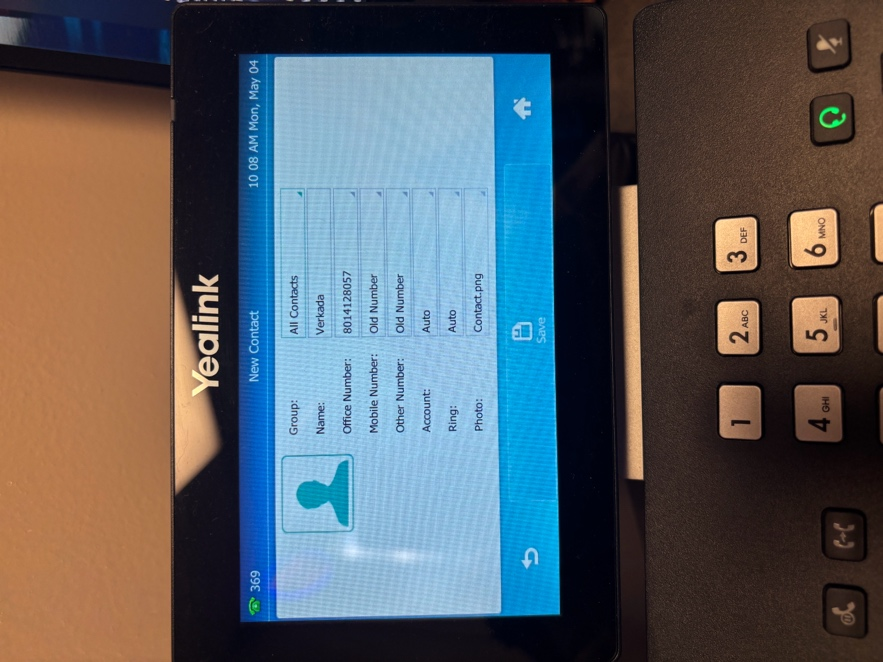 Yealink
369
New Contact
10 08 AM Mon, May 04
Group: All Contacts
Name: Verkada
Office Number: 8014128057
Mobile Number: Old Number
Other Number: Old Number
Account: Auto
Ring: Auto
Photo: Contact.png
Save
1
2 ABC
3 DEF
4 GHI
5 JKL
6 MNO